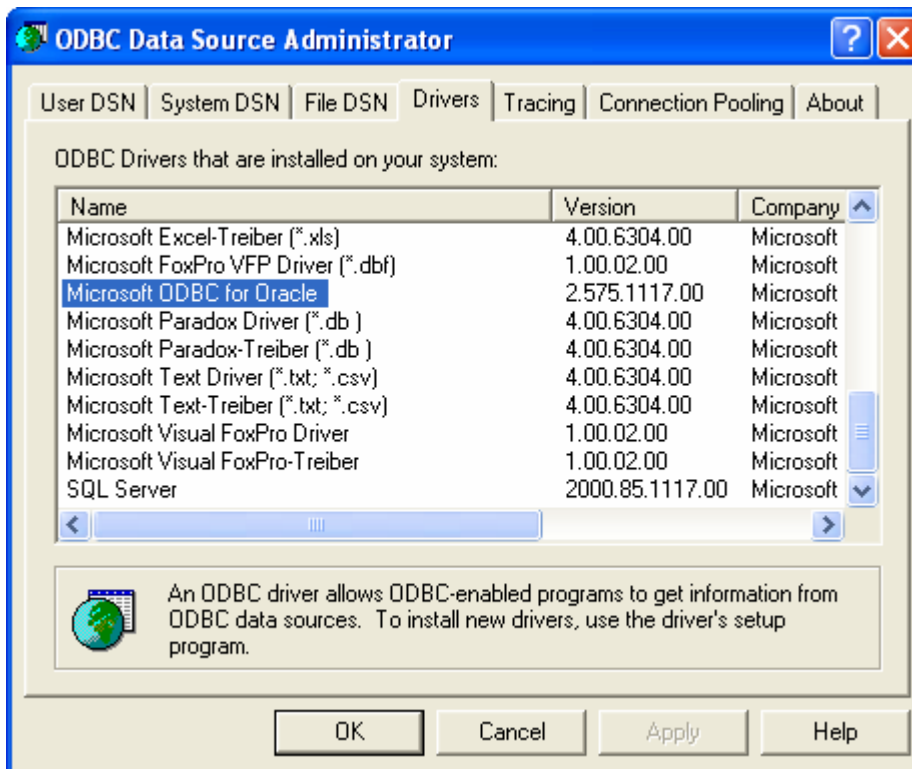 ODBC Data Source Administrator
User DSN System DSN File DSN Drivers Tracing Connection Pooling About
ODBC Drivers that are installed on your system:
Name Version Company
Microsoft Excel-Treiber (*.xls) 4.00.6304.00 Microsoft
Microsoft FoxPro VFP Driver (*.dbf) 1.00.02.00 Microsoft
Microsoft ODBC for Oracle 2.575.1117.00 Microsoft
Microsoft Paradox Driver (*.db ) 4.00.6304.00 Microsoft
Microsoft Paradox-Treiber (*.db ) 4.00.6304.00 Microsoft
Microsoft Text Driver (*.txt; *.csv) 4.00.6304.00 Microsoft
Microsoft Text-Treiber (*.txt; *.csv) 4.00.6304.00 Microsoft
Microsoft Visual FoxPro Driver 1.00.02.00 Microsoft
Microsoft Visual FoxPro-Treiber 1.00.02.00 Microsoft
SQL Server 2000.85.1117.00 Microsoft
An ODBC driver allows ODBC-enabled programs to get information from
ODBC data sources. To install new drivers, use the driver's setup
program.
OK Cancel Apply Help